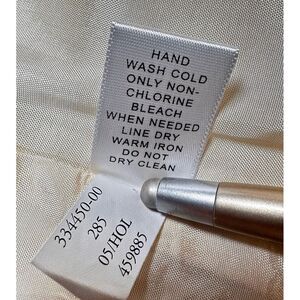 HAND
WASH COLD
ONLY NON-
CHLORINE
BLEACH
WHEN NEEDED
LINE DRY
WARM IRON
DO NOT
DRY CLEAN
334450-00
285
05/HOL
459885